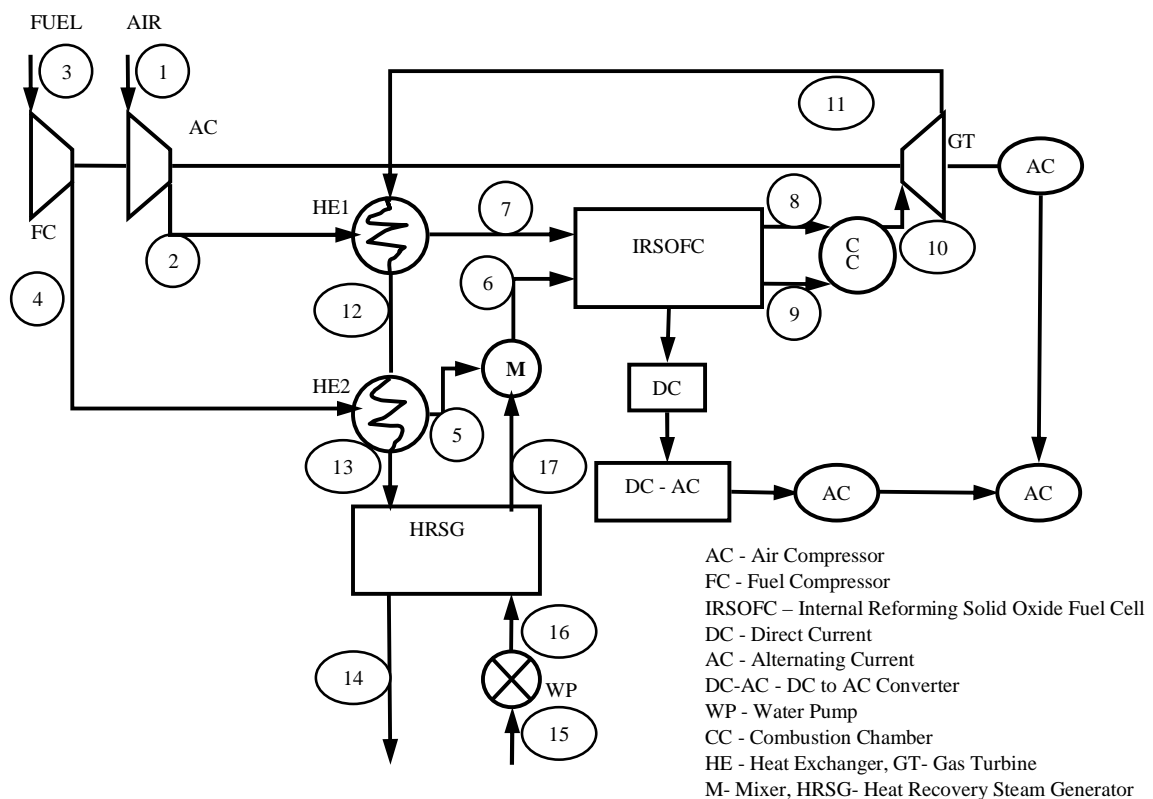 FUEL AIR
3 1
11
AC
GT
AC
HE1
7
8
FC
2
IRSOFC
C
C
10
4
6
12
9
M
HE2
DC
5
13
17
DC - AC
AC
AC
HRSG
16
14
WP
15
AC - Air Compressor
FC - Fuel Compressor
IRSOFC – Internal Reforming Solid Oxide Fuel Cell
DC - Direct Current
AC - Alternating Current
DC-AC - DC to AC Converter
WP - Water Pump
CC - Combustion Chamber
HE - Heat Exchanger, GT- Gas Turbine
M- Mixer, HRSG- Heat Recovery Steam Generator